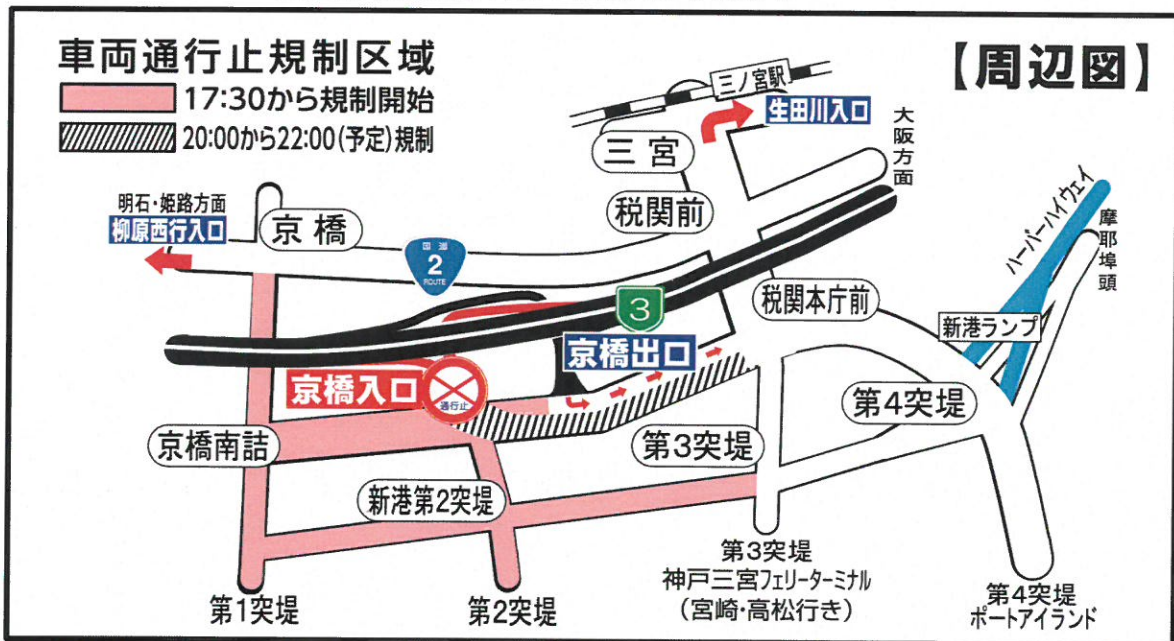 車両通行止規制区域
17:30から規制開始
20:00から22:00(予定)規制
【周辺図】
三ノ宮駅
生田川入口
大阪方面
三宮
税関前
明石・姫路方面
柳原西行入口
京橋
国道
2
ROUTE
ハーバーハイウェイ
摩耶埠頭
3
税関本庁前
新港ランプ
京橋出口
京橋入口
通行止
第4突堤
京橋南詰
第3突堤
新港第2突堤
第3突堤
神戸三宮フェリーターミナル
(宮崎・高松行き)
第1突堤
第2突堤
第4突堤
ポートアイランド